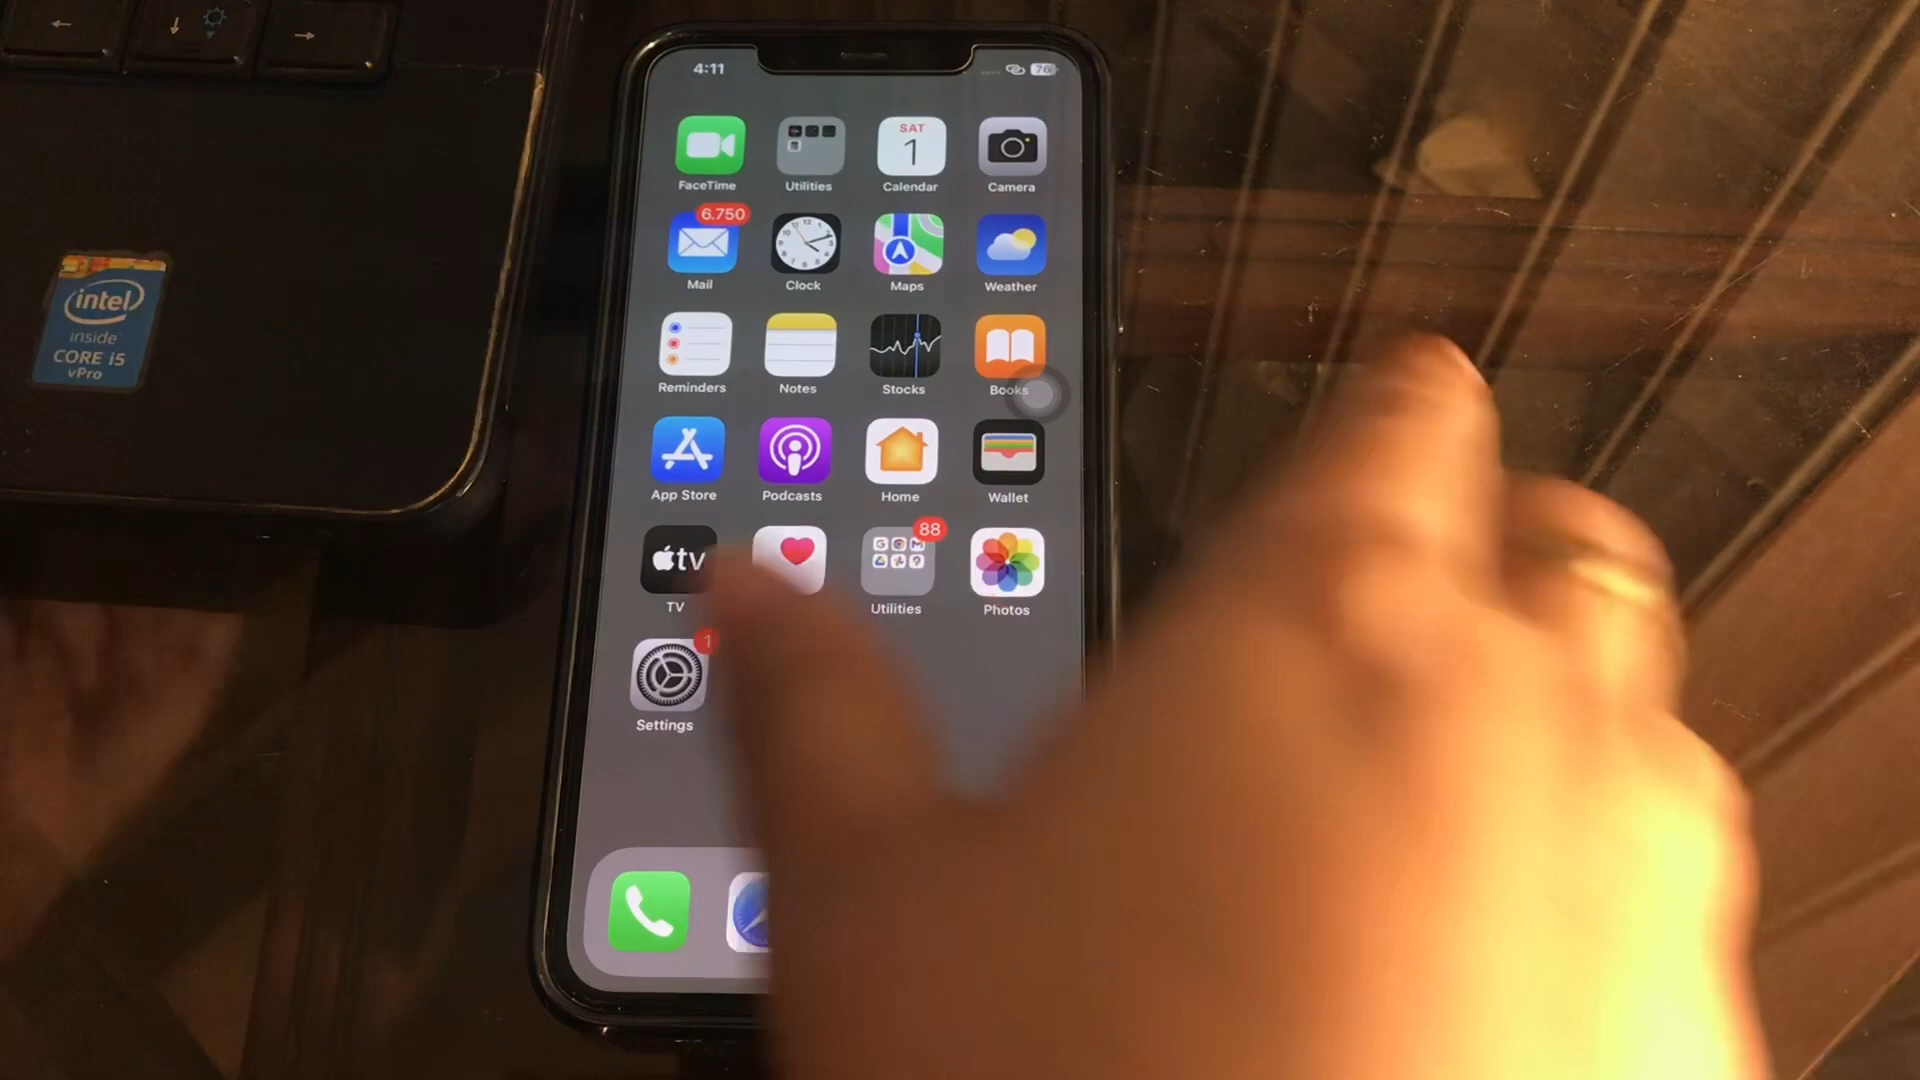 4:11
76
FaceTime
Utilities
SAT
1
Calendar
Camera
6.750
Mail
Clock
Maps
Weather
Reminders
Notes
Stocks
Books
App Store
Podcasts
Home
Wallet
tv
TV
88
Utilities
Photos
1
Settings
intel
inside
CORE i5
vPro